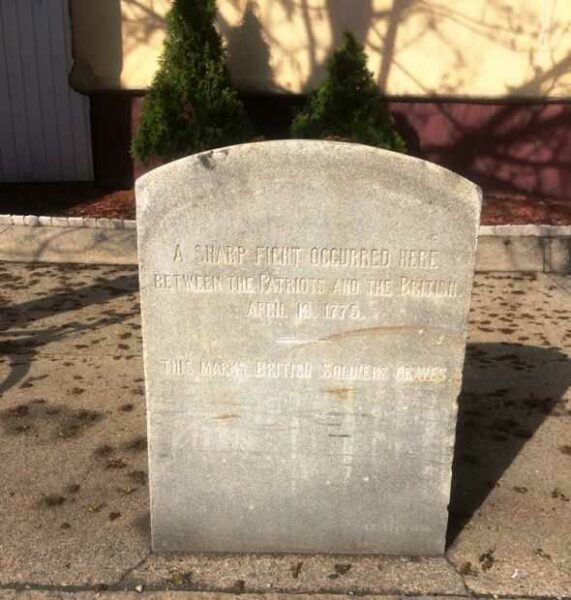 A SHARP FIGHT OCCURRED HERE
BETWEEN THE PATRIOTS AND THE BRITISH
APRIL 19, 1775.
THIS MARKS BRITISH SOLDIERS GRAVES